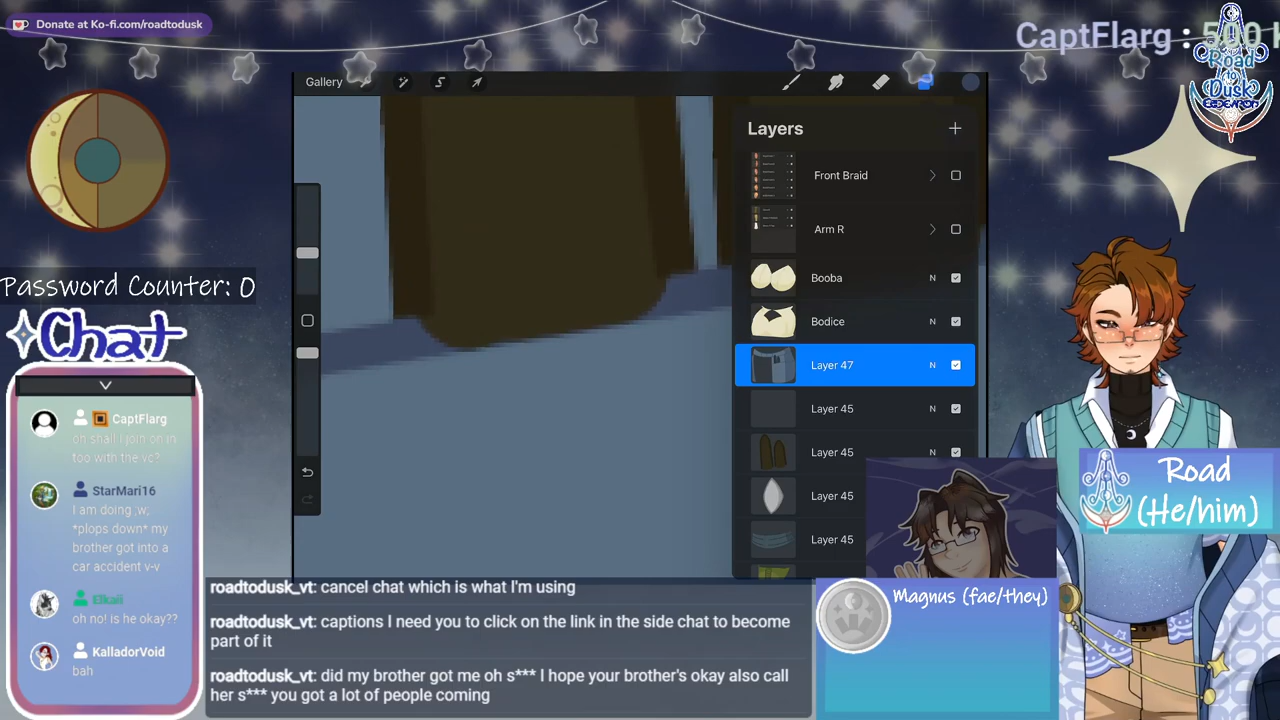 Donate at Ko-fi.com/roadtodusk
CaptFlarg : 500
Road
to
Dusk
Gallery
Layers
Front Braid
Arm R
Booba N
Bodice N
Layer 47 N
Layer 45 N
Layer 45 N
Layer 45
Layer 45
Password Counter: 0
Chat
CaptFlarg
oh shall I join on in
too with the vc?
StarMari16
I am doing ;w;
*plops down* my
brother got into a
car accident v-v
Elkaii
oh no! is he okay??
KalladorVoid
bah
roadtodusk_vt: cancel chat which is what I'm using
roadtodusk_vt: captions I need you to click on the link in the side chat to become
part of it
roadtodusk_vt: did my brother got me oh s*** I hope your brother's okay also call
her s*** you got a lot of people coming
Magnus (fae/they)
Road
(He/him)